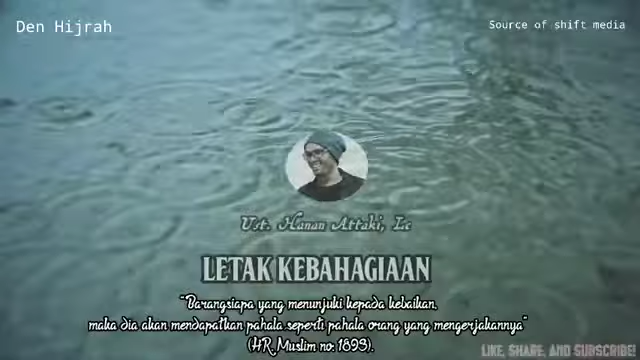 Den Hijrah
Source of shift media
Ust. Hanan Attaki, Lc
LETAK KEBAHAGIAAN
"Barangsiapa yang menunjuki kepada kebaikan,
maka dia akan mendapatkan pahala seperti pahala orang yang mengerjakannya"
(HR. Muslim no: 1893).
LIKE, SHARE, AND SUBSCRIBE!